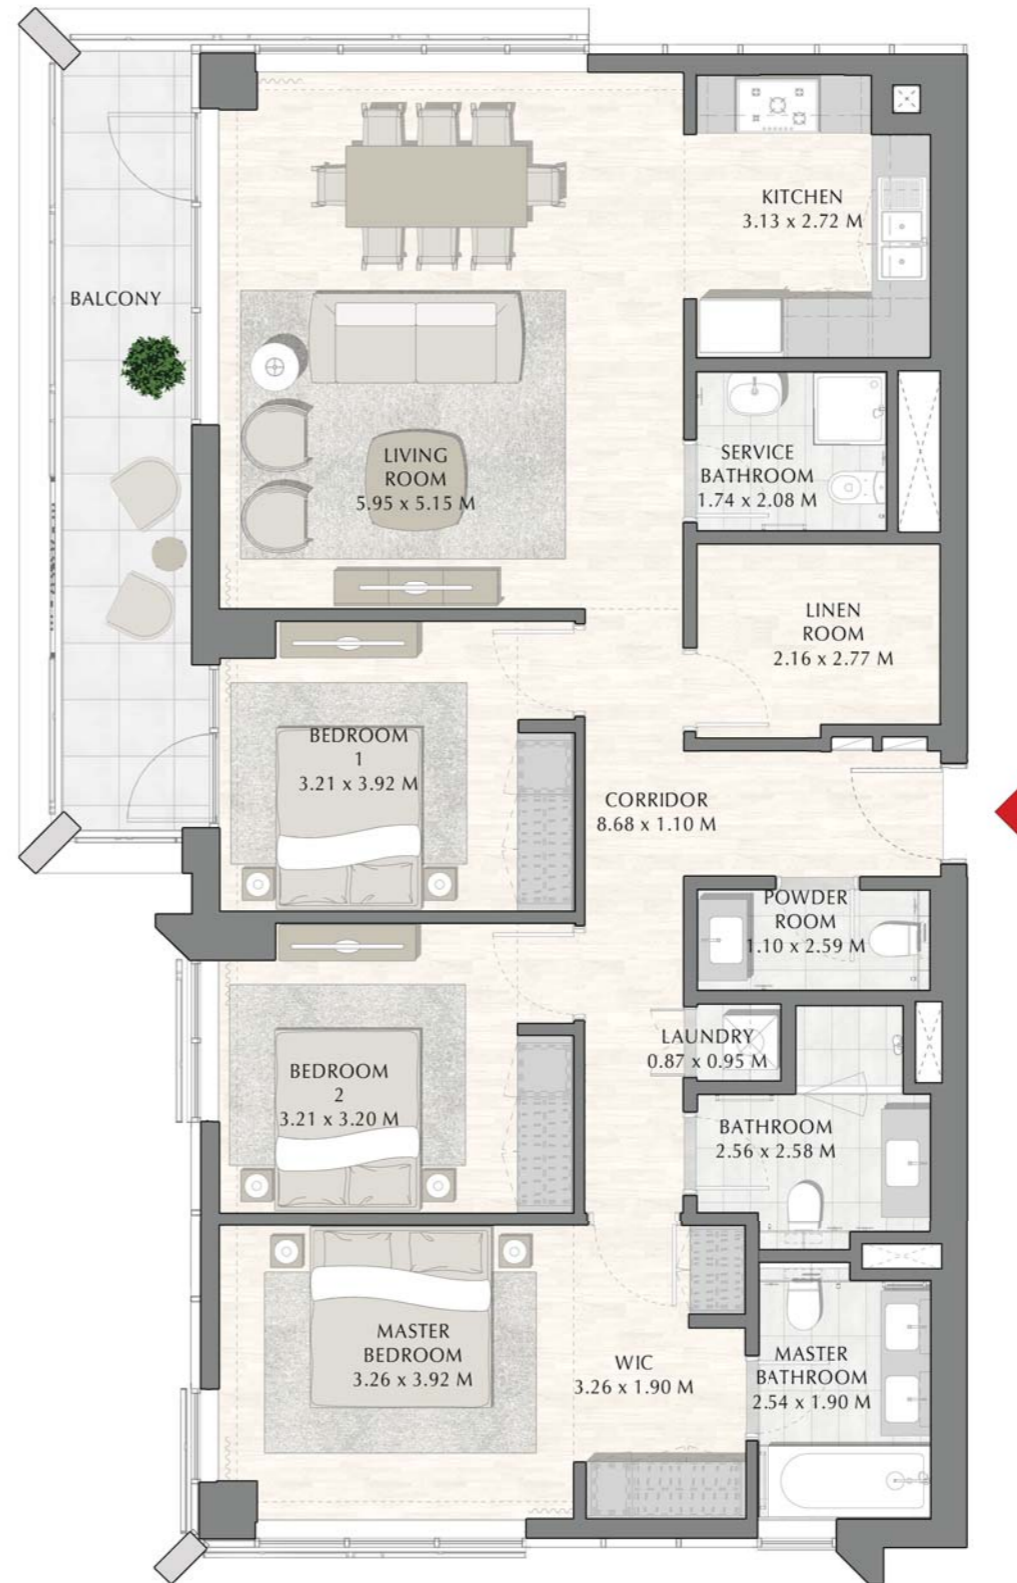 KITCHEN
3.13 x 2.72 M
BALCONY
LIVING
ROOM
5.95 x 5.15 M
SERVICE
BATHROOM
1.74 x 2.08 M
LINEN
ROOM
2.16 x 2.77 M
BEDROOM
1
3.21 x 3.92 M
CORRIDOR
8.68 x 1.10 M
POWDER
ROOM
1.10 x 2.59 M
LAUNDRY
0.87 x 0.95 M
BEDROOM
2
3.21 x 3.20 M
BATHROOM
2.56 x 2.58 M
MASTER
BEDROOM
3.26 x 3.92 M
WIC
3.26 x 1.90 M
MASTER
BATHROOM
2.54 x 1.90 M